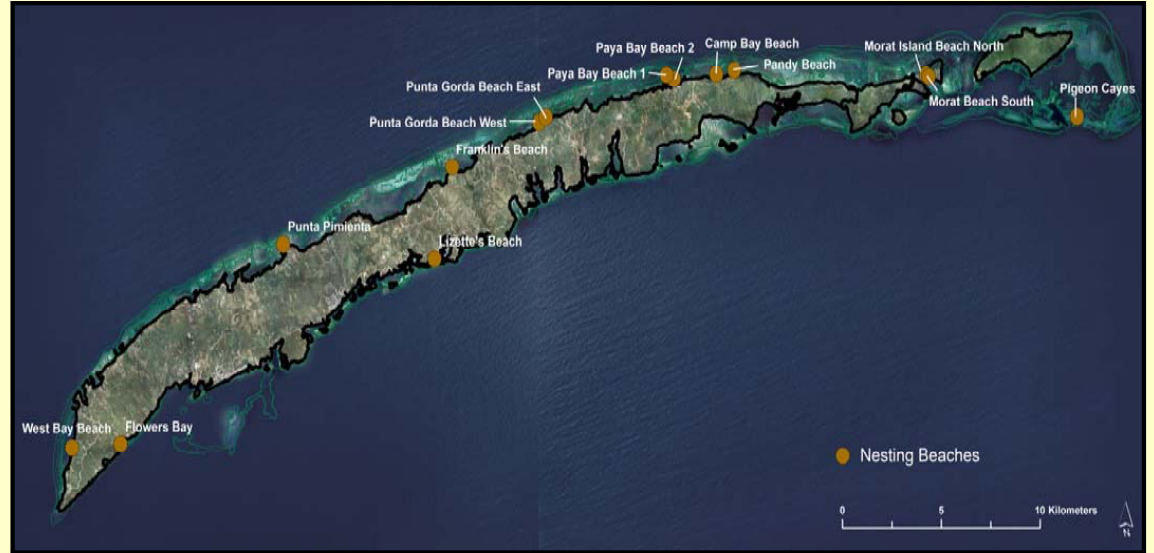 Paya Bay Beach 2
Camp Bay Beach
Morat Island Beach North
Paya Bay Beach 1
Pandy Beach
Punta Gorda Beach East
Pigeon Cayes
Morat Beach South
Punta Gorda Beach West
Franklin's Beach
Punta Pimienta
Lizette's Beach
West Bay Beach
Flowers Bay
Nesting Beaches
0
5
10 Kilometers
N